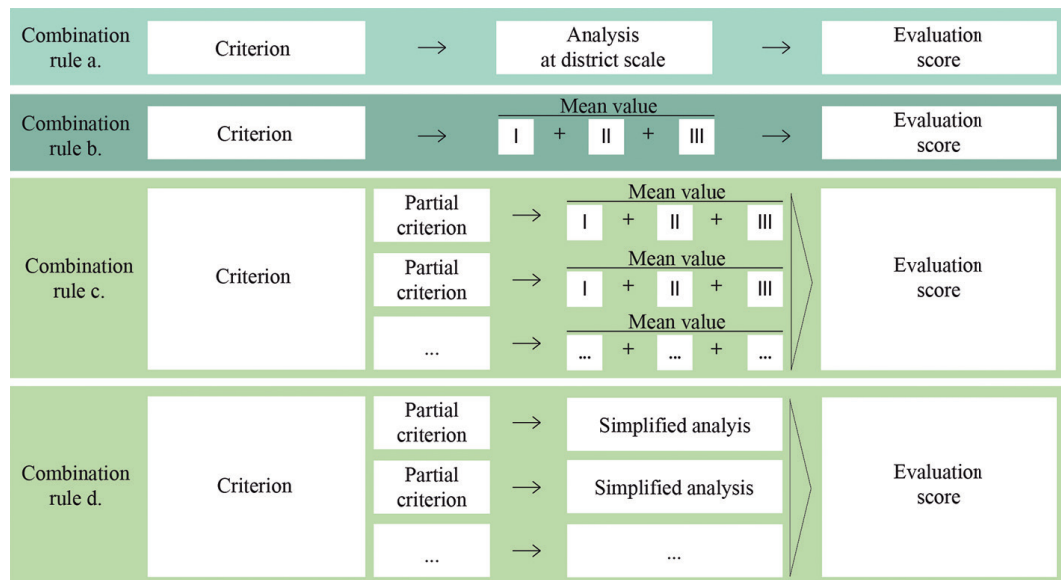 Combination
rule a.
Criterion
→
Analysis
at district scale
→
Evaluation
score
Combination
rule b.
Criterion
→
Mean value
I + II + III
→
Evaluation
score
Combination
rule c.
Criterion
Partial
criterion
→
Mean value
I + II + III
Partial
criterion
→
Mean value
I + II + III
...
→
Mean value
... + ... + ...
Evaluation
score
Combination
rule d.
Criterion
Partial
criterion
→
Simplified analyis
Partial
criterion
→
Simplified analysis
...
→
...
Evaluation
score